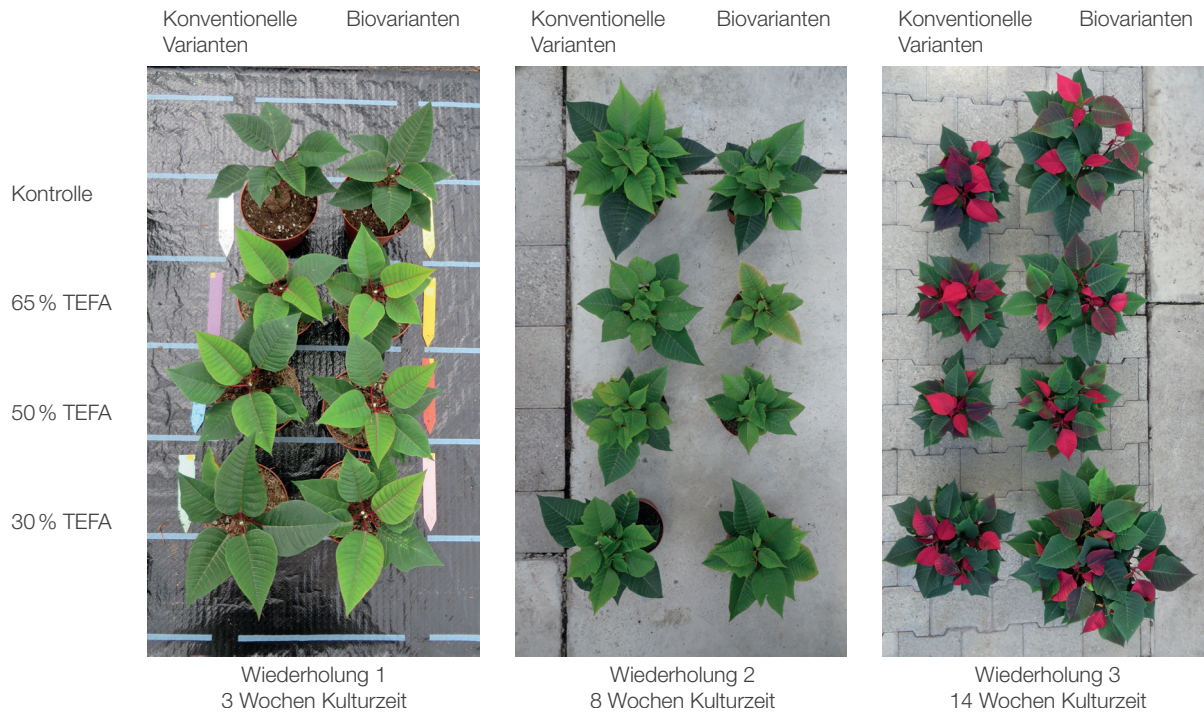 Konventionelle Varianten
Biovarianten
Konventionelle Varianten
Biovarianten
Konventionelle Varianten
Biovarianten
Kontrolle
65 % TEFA
50 % TEFA
30 % TEFA
Wiederholung 1
3 Wochen Kulturzeit
Wiederholung 2
8 Wochen Kulturzeit
Wiederholung 3
14 Wochen Kulturzeit